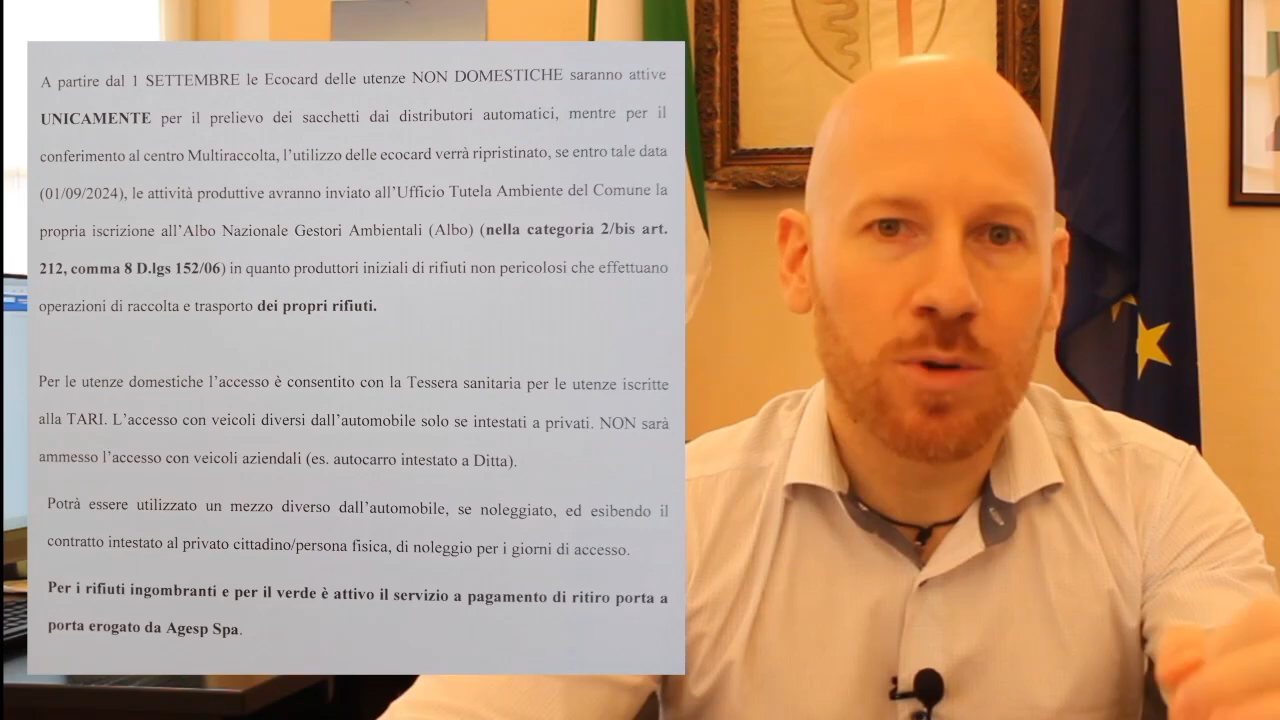 A partire dal 1 SETTEMBRE le Ecocard delle utenze NON DOMESTICHE saranno attive
UNICAMENTE per il prelievo dei sacchetti dai distributori automatici, mentre per il
conferimento al centro Multiraccolta, l'utilizzo delle ecocard verrà ripristinato, se entro tale data
(01/09/2024), le attività produttive avranno inviato all'Ufficio Tutela Ambiente del Comune la
propria iscrizione all'Albo Nazionale Gestori Ambientali (Albo) (nella categoria 2/bis art.
212, comma 8 D.lgs 152/06) in quanto produttori iniziali di rifiuti non pericolosi che effettuano
operazioni di raccolta e trasporto dei propri rifiuti.
Per le utenze domestiche l'accesso è consentito con la Tessera sanitaria per le utenze iscritte
alla TARI. L'accesso con veicoli diversi dall'automobile solo se intestati a privati. NON sarà
ammesso l'accesso con veicoli aziendali (es. autocarro intestato a Ditta).
Potrà essere utilizzato un mezzo diverso dall'automobile, se noleggiato, ed esibendo il
contratto intestato al privato cittadino/persona fisica, di noleggio per i giorni di accesso.
Per i rifiuti ingombranti e per il verde è attivo il servizio a pagamento di ritiro porta a
porta erogato da Agesp Spa.